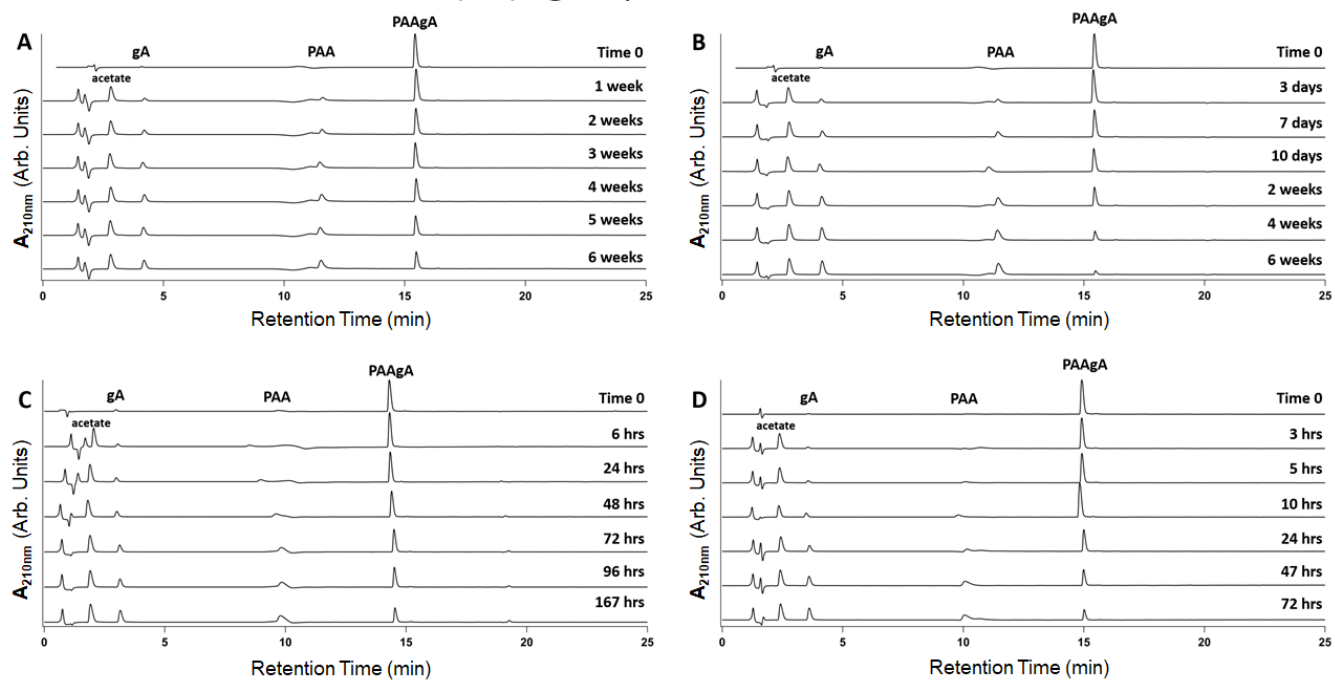 A
gA
PAA
PAAgA
Time 0
acetate
1 week
2 weeks
3 weeks
4 weeks
5 weeks
6 weeks
A210nm (Arb. Units)
0 5 10 15 20 25
Retention Time (min)
B
gA
PAA
PAAgA
Time 0
acetate
3 days
7 days
10 days
2 weeks
4 weeks
6 weeks
A210nm (Arb. Units)
0 5 10 15 20 25
Retention Time (min)
C
gA
PAA
PAAgA
Time 0
acetate
6 hrs
24 hrs
48 hrs
72 hrs
96 hrs
167 hrs
A210nm (Arb. Units)
0 5 10 15 20 25
Retention Time (min)
D
gA
PAA
PAAgA
Time 0
acetate
3 hrs
5 hrs
10 hrs
24 hrs
47 hrs
72 hrs
A210nm (Arb. Units)
0 5 10 15 20 25
Retention Time (min)